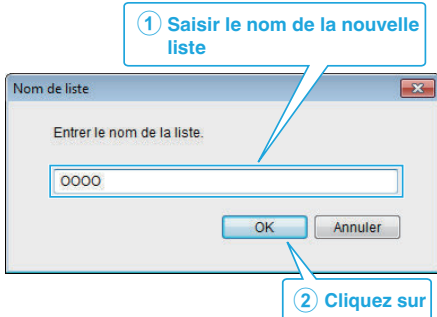 ① Saisir le nom de la nouvelle
liste
Nom de liste
Entrer le nom de la liste.
OOOO
OK Annuler
② Cliquez sur